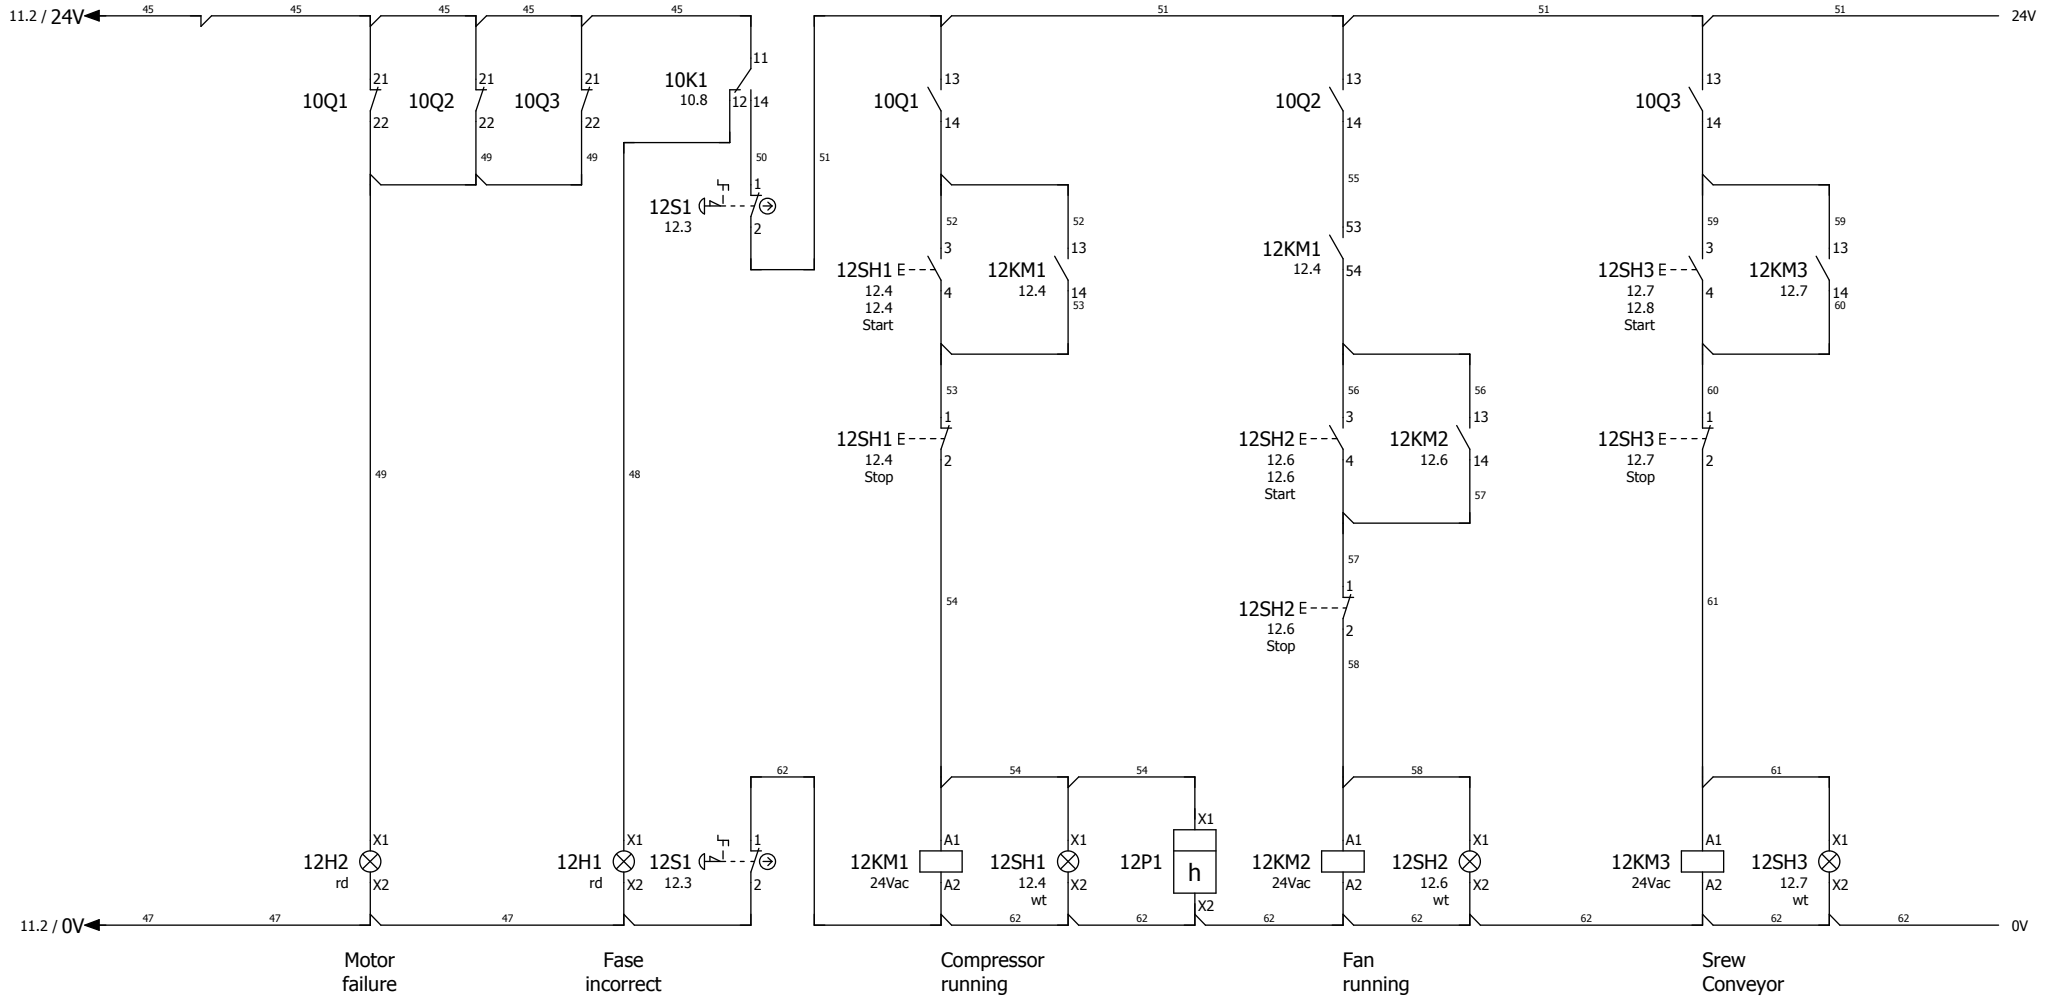 11.2 / 24V 45 45 45 45 45 51 51 51 24V
10Q1 21 22
10Q2 21 22 49
10Q3 21 22 49
10K1 11
10.8 12 14
50 51
12S1 1
12.3 2
10Q1 13 14
10Q2 13 14
10Q3 13 14
52 52
55
59 59
12SH1 E 3 4
12.4
12.4
Start
12KM1 13
12.4 14
53
12KM1 53
12.4 54
12SH3 E 3 4
12.7
12.8
Start
12KM3 13
12.7 14
60
53
12SH1 E 1 2
12.4
Stop
56 56
12SH2 E 3 4
12.6
12.6
Start
12KM2 13
12.6 14
57
60
12SH3 E 1 2
12.7
Stop
49
48
54
57
12SH2 E 1 2
12.6
Stop
58
61
62
54 54
58
61
12H2 X1
rd X2
12H1 X1
rd X2
12S1 1
12.3 2
12KM1 A1
24Vac A2
12SH1 X1
12.4 X2
wt
12P1 X1
h
X2
12KM2 A1
24Vac A2
12SH2 X1
12.6 X2
wt
12KM3 A1
24Vac A2
12SH3 X1
12.7 X2
wt
11.2 / 0V 47 47 47 62 62 62 62 62 62 62 0V
Motor
failure
Fase
incorrect
Compressor
running
Fan
running
Srew
Conveyor